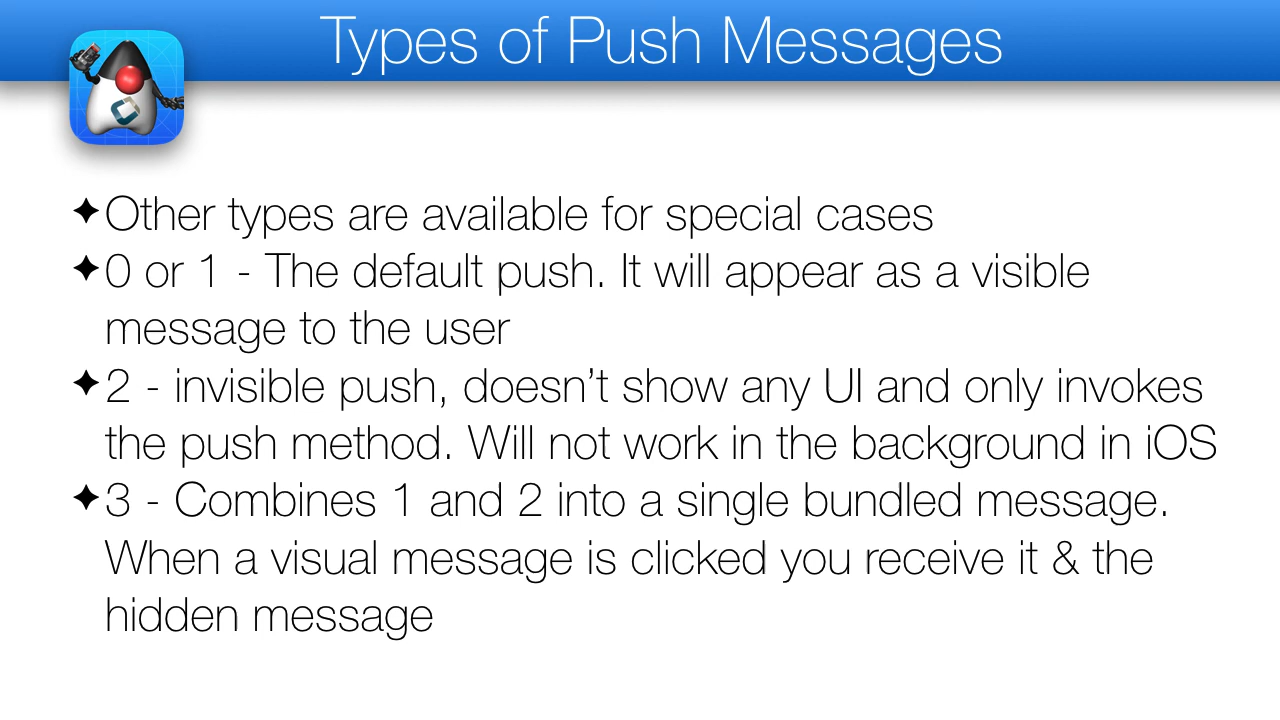 Types of Push Messages
✦Other types are available for special cases
✦0 or 1 - The default push. It will appear as a visible
message to the user
✦2 - invisible push, doesn’t show any UI and only invokes
the push method. Will not work in the background in iOS
✦3 - Combines 1 and 2 into a single bundled message.
When a visual message is clicked you receive it & the
hidden message